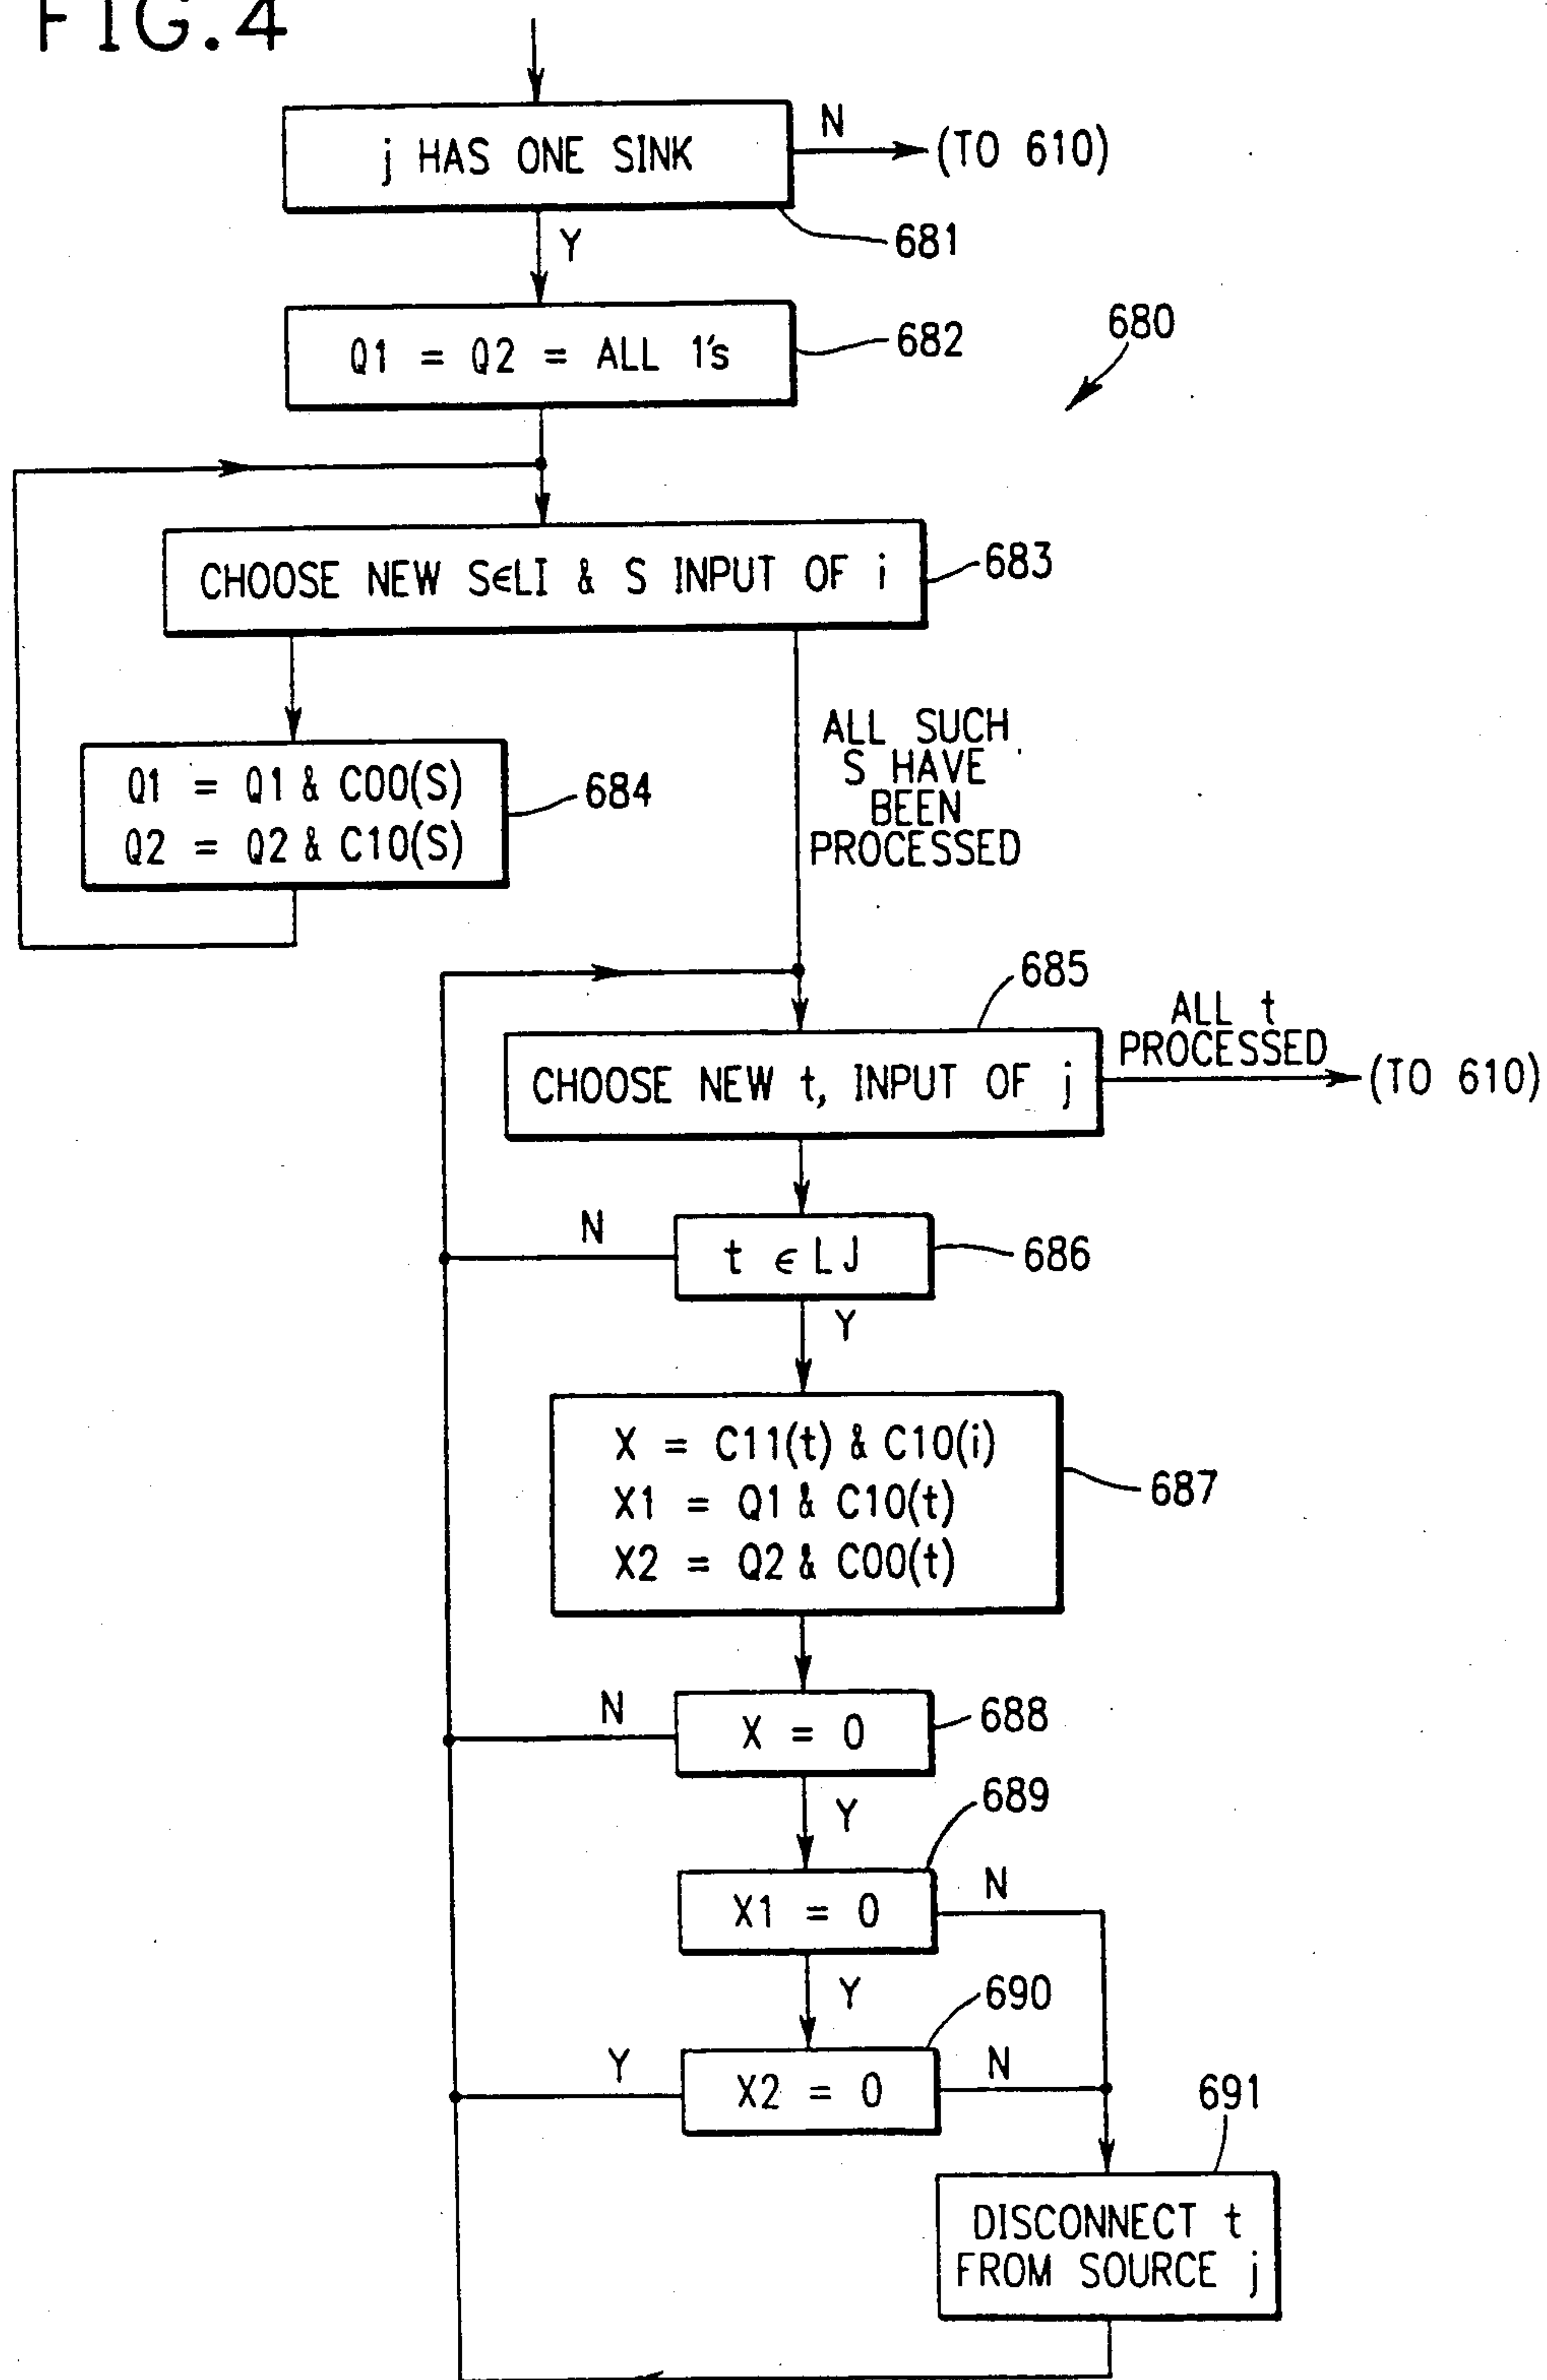 FIG.4
j HAS ONE SINK
N
(TO 610)
681
Y
Q1 = Q2 = ALL 1's
682
680
CHOOSE NEW S∈LI & S INPUT OF i
683
ALL SUCH
S HAVE
BEEN
PROCESSED
Q1 = Q1 & C00(S)
Q2 = Q2 & C10(S)
684
685
ALL t
PROCESSED
CHOOSE NEW t, INPUT OF j
(TO 610)
N
t ∈ LJ
686
Y
X = C11(t) & C10(i)
X1 = Q1 & C10(t)
X2 = Q2 & C00(t)
687
N
X = 0
688
Y
689
X1 = 0
N
Y
690
Y
X2 = 0
N
691
DISCONNECT t
FROM SOURCE j